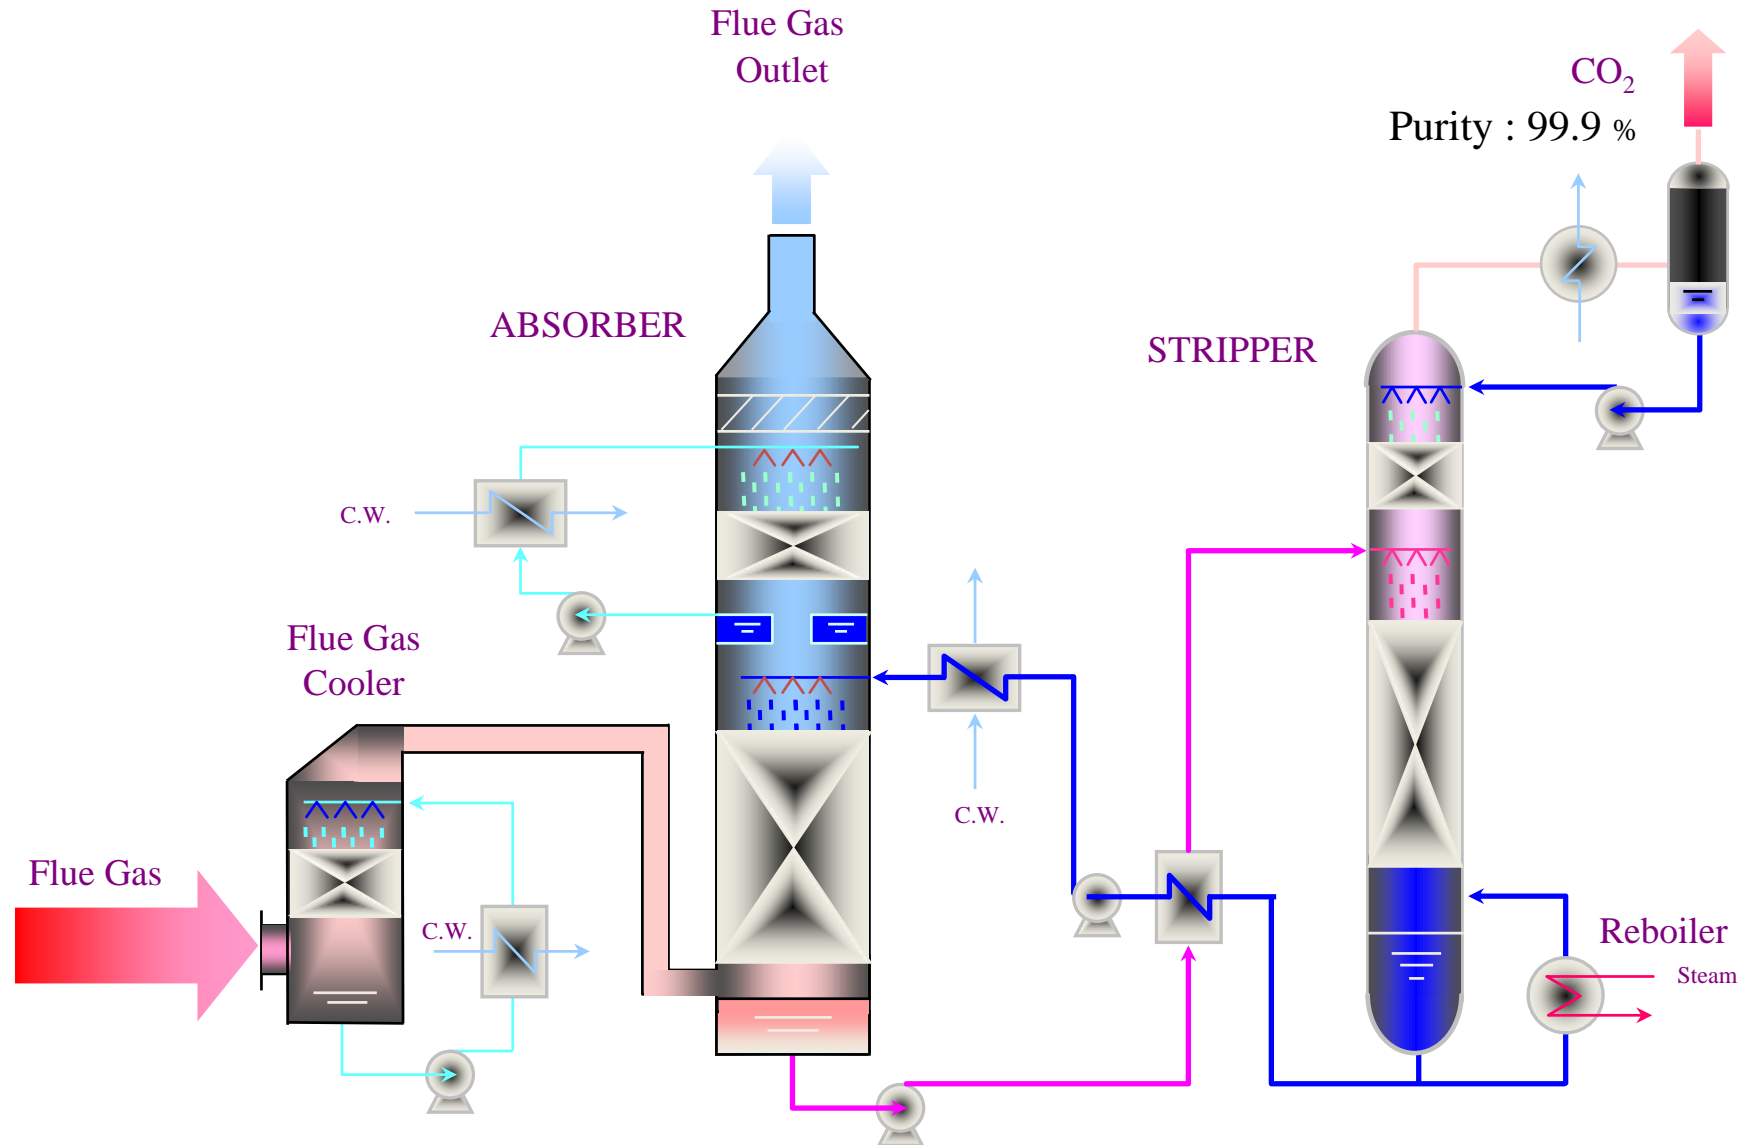 Flue Gas
Outlet
CO₂
Purity : 99.9 %
ABSORBER
STRIPPER
C.W.
Flue Gas
Cooler
C.W.
Flue Gas
C.W.
Reboiler
Steam